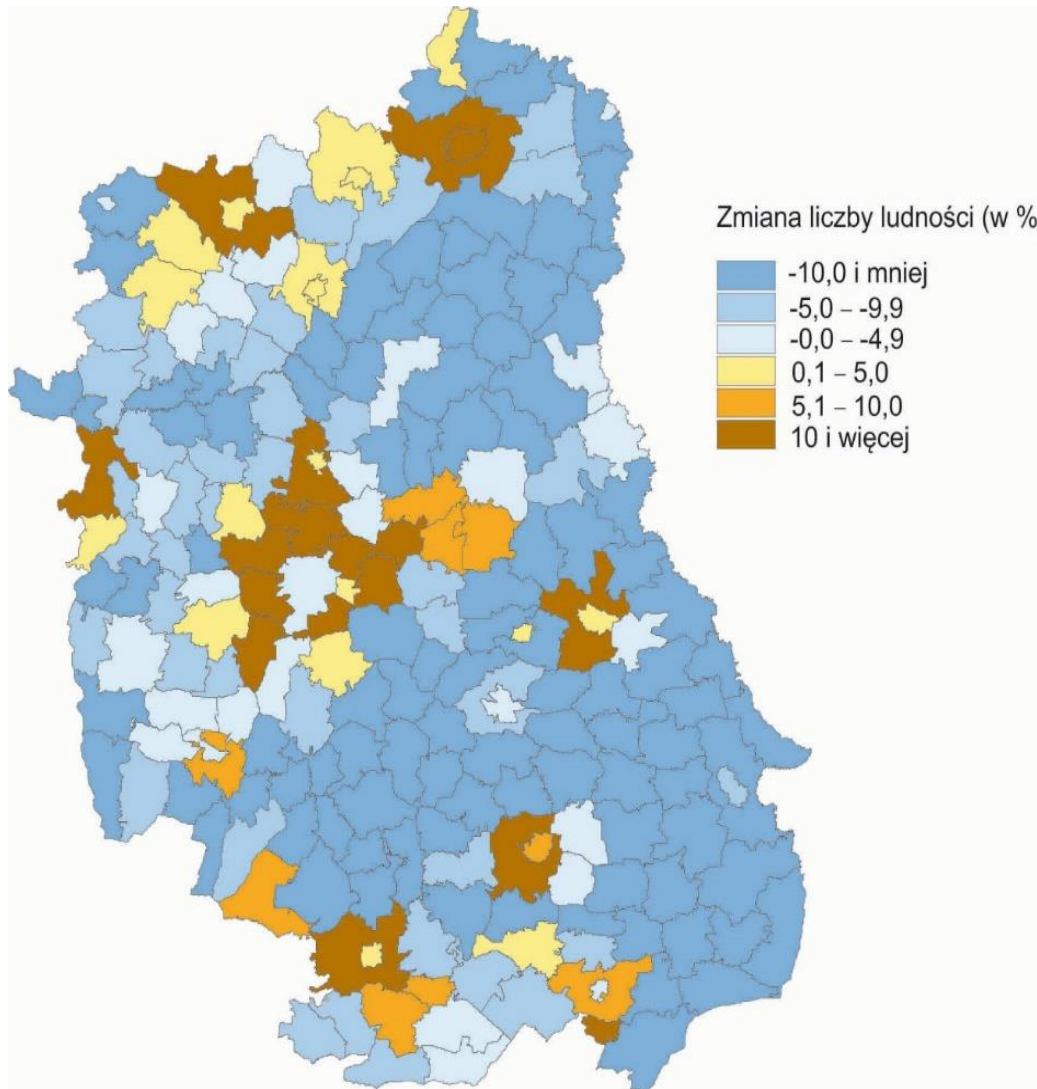 Zmiana liczby ludności (w %
-10,0 i mniej
-5,0 – -9,9
-0,0 – -4,9
0,1 – 5,0
5,1 – 10,0
10 i więcej